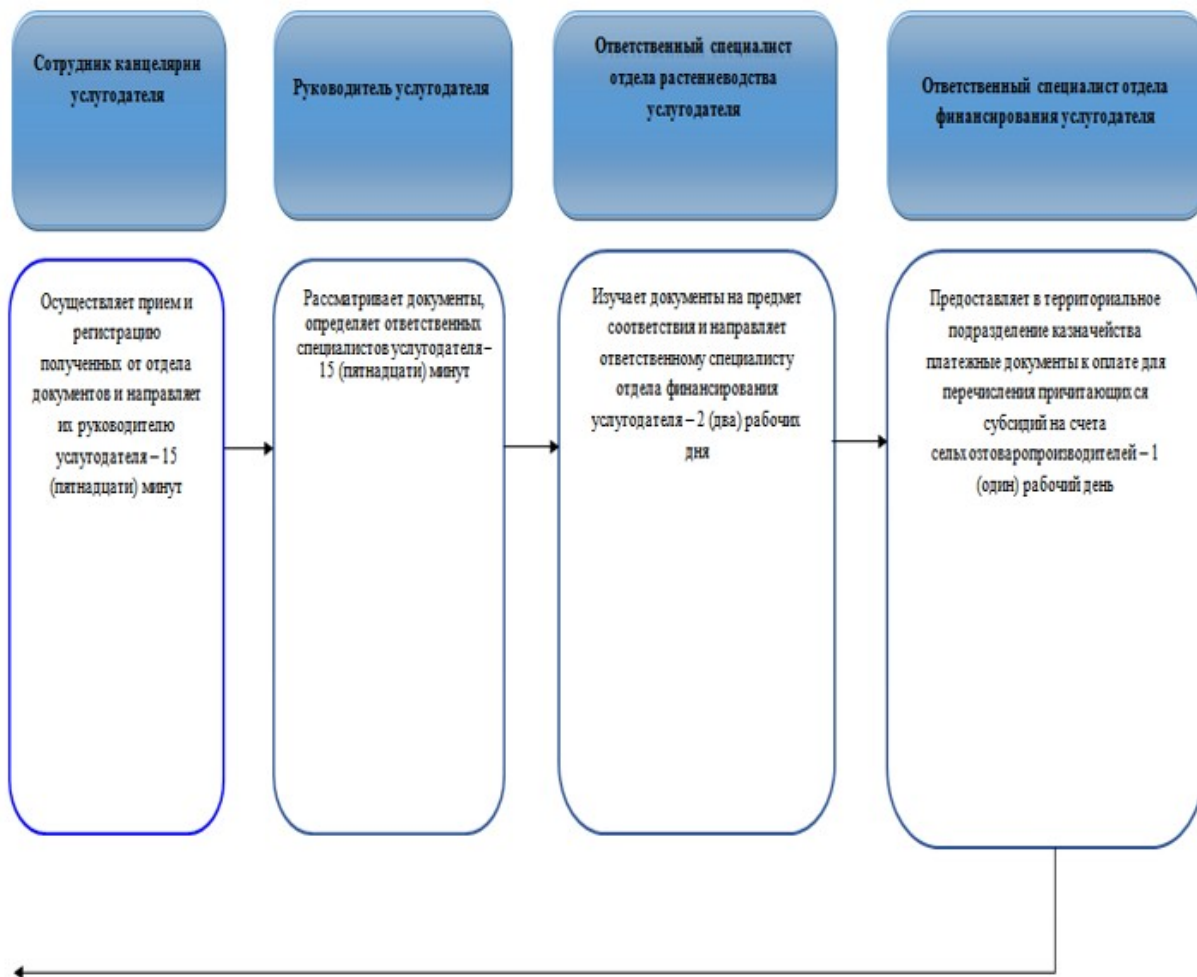 Сотрудник канцелярии
услугодателя
Руководитель услугодателя
Ответственный специалист
отдела растениеводства
услугодателя
Ответственный специалист отдела
финансирования услугодателя
Осуществляет прием и
регистрацию
полученных от отдела
документов и направляет
их руководителю
услугодателя – 15
(пятнадцати) минут
Рассматривает документы,
определяет ответственных
специалистов услугодателя –
15 (пятнадцати) минут
Изучает документы на предмет
соответствия и направляет
ответственному специалисту
отдела финансирования
услугодателя – 2 (два) рабочих
дня
Предоставляет в территориальное
подразделение казначейства
платежные документы к оплате для
перечисления причитающихся
субсидий на счета
сельхозтоваропроизводителей – 1
(один) рабочий день